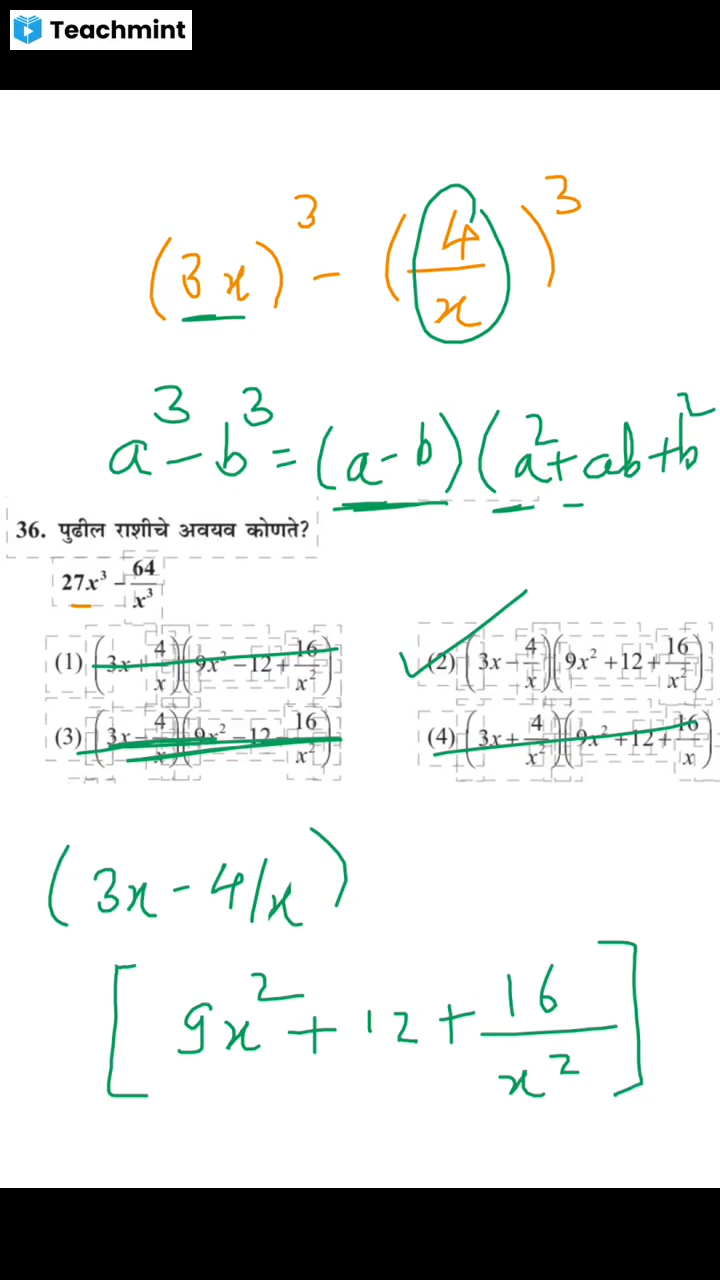 Teachmint
(3x)³ - (4/x)³
a³ - b³ = (a-b)(a²+ab+b²
36. पुढील राशीचे अवयव कोणते?
27x³ - 64/x³
(1) (3x + 4/x)(9x² - 12 + 16/x²) (2) (3x - 4/x)(9x² + 12 + 16/x²)
(3) (3x - 4/x)(9x² - 12 - 16/x²) (4) (3x + 4/x²)(9x² + 12 + 16/x)
(3x - 4/x)
[9x² + 12 + 16/x²]